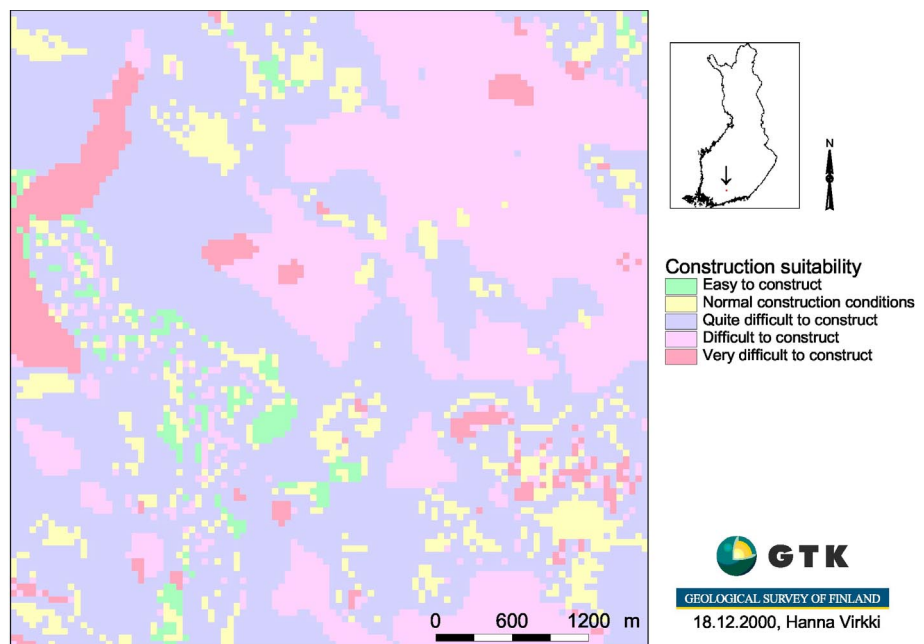 N
Construction suitability
Easy to construct
Normal construction conditions
Quite difficult to construct
Difficult to construct
Very difficult to construct
GTK
GEOLOGICAL SURVEY OF FINLAND
18.12.2000, Hanna Virkki
0 600 1200 m